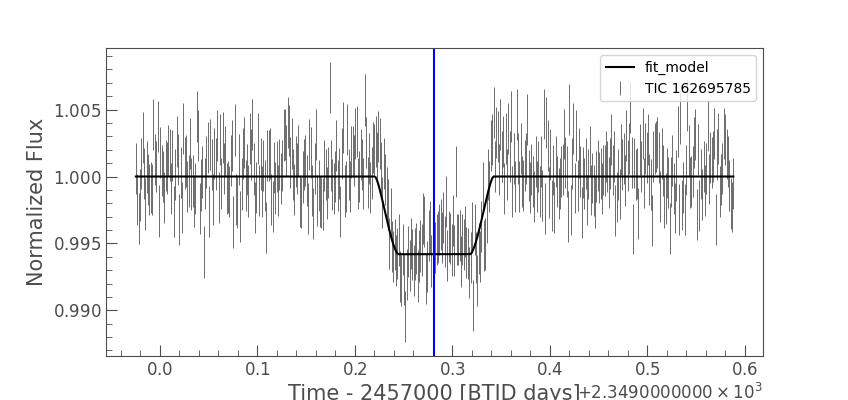 fit_model
TIC 162695785
Normalized Flux
1.005
1.000
0.995
0.990
0.0
0.1
0.2
0.3
0.4
0.5
0.6
Time - 2457000 [BTJD days]
+2.3490000000 × 10³